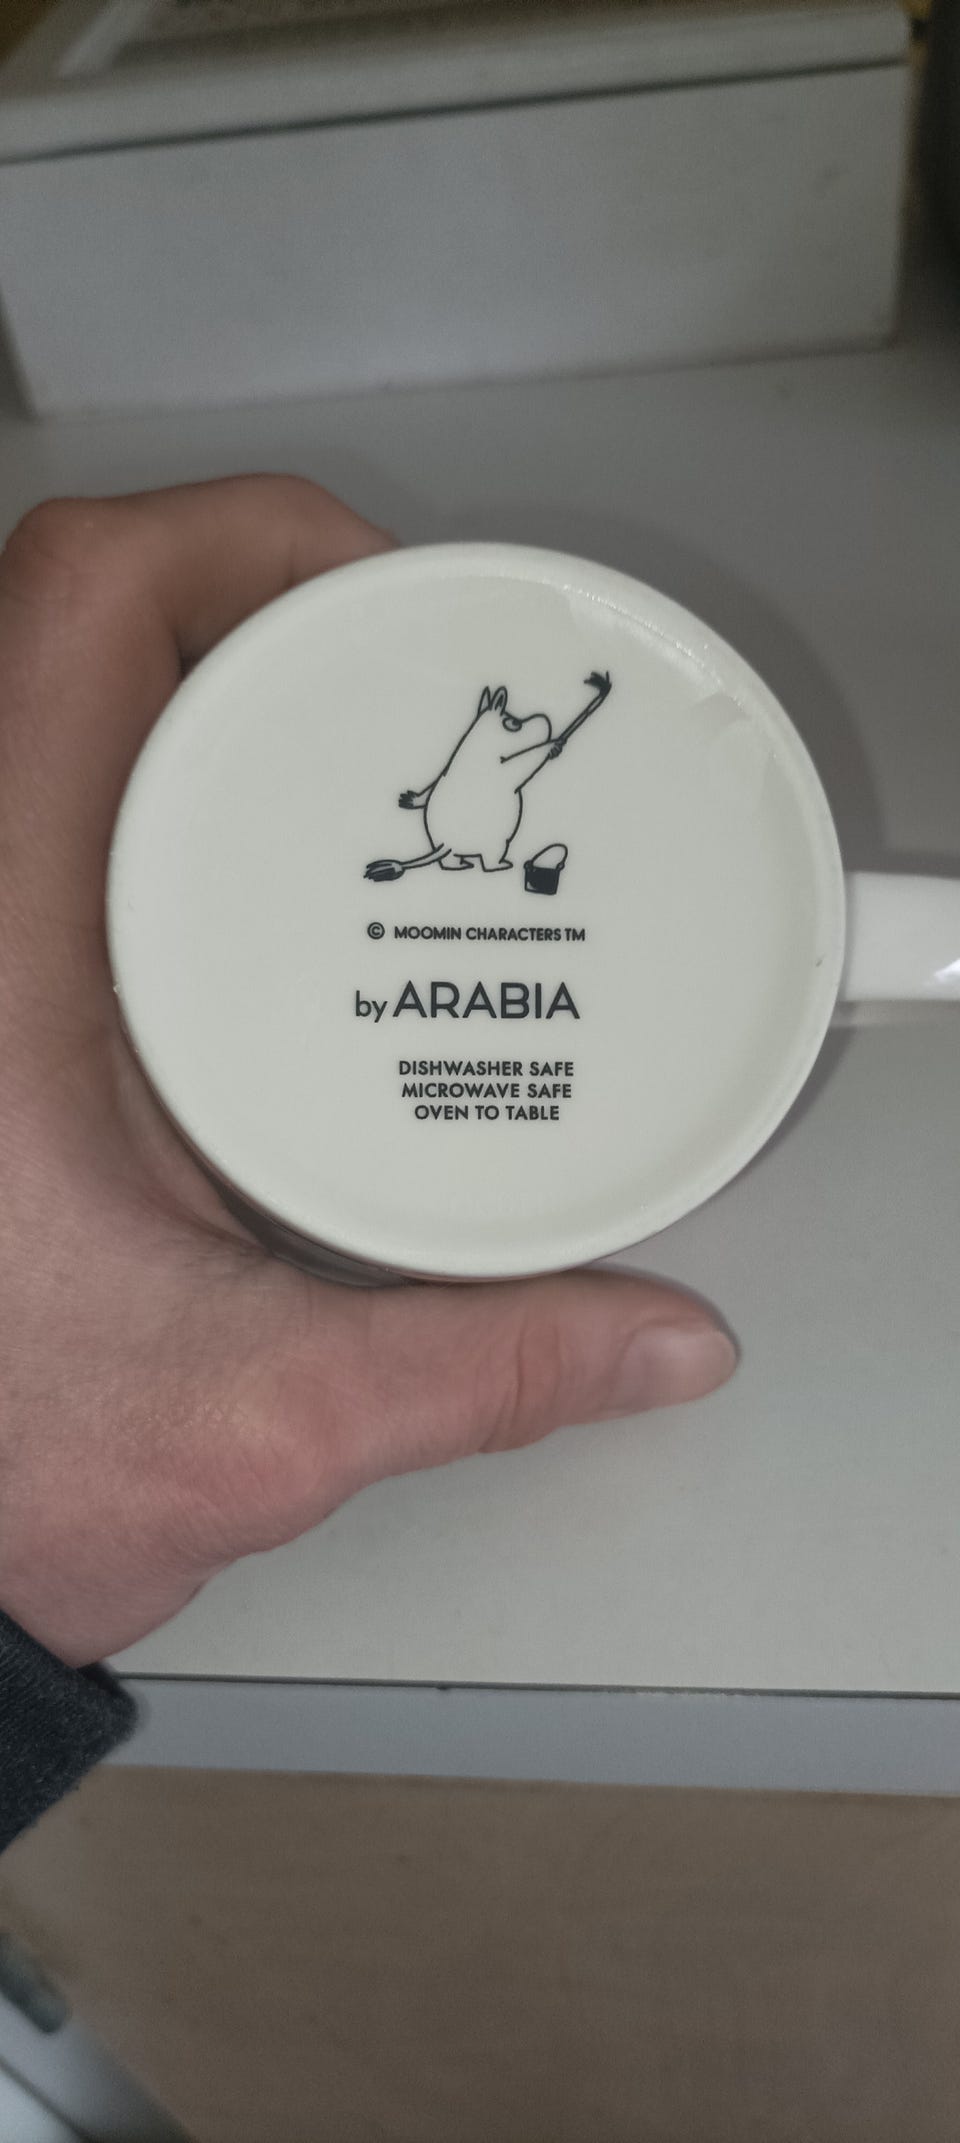 © MOOMIN CHARACTERS TM
by ARABIA
DISHWASHER SAFE
MICROWAVE SAFE
OVEN TO TABLE